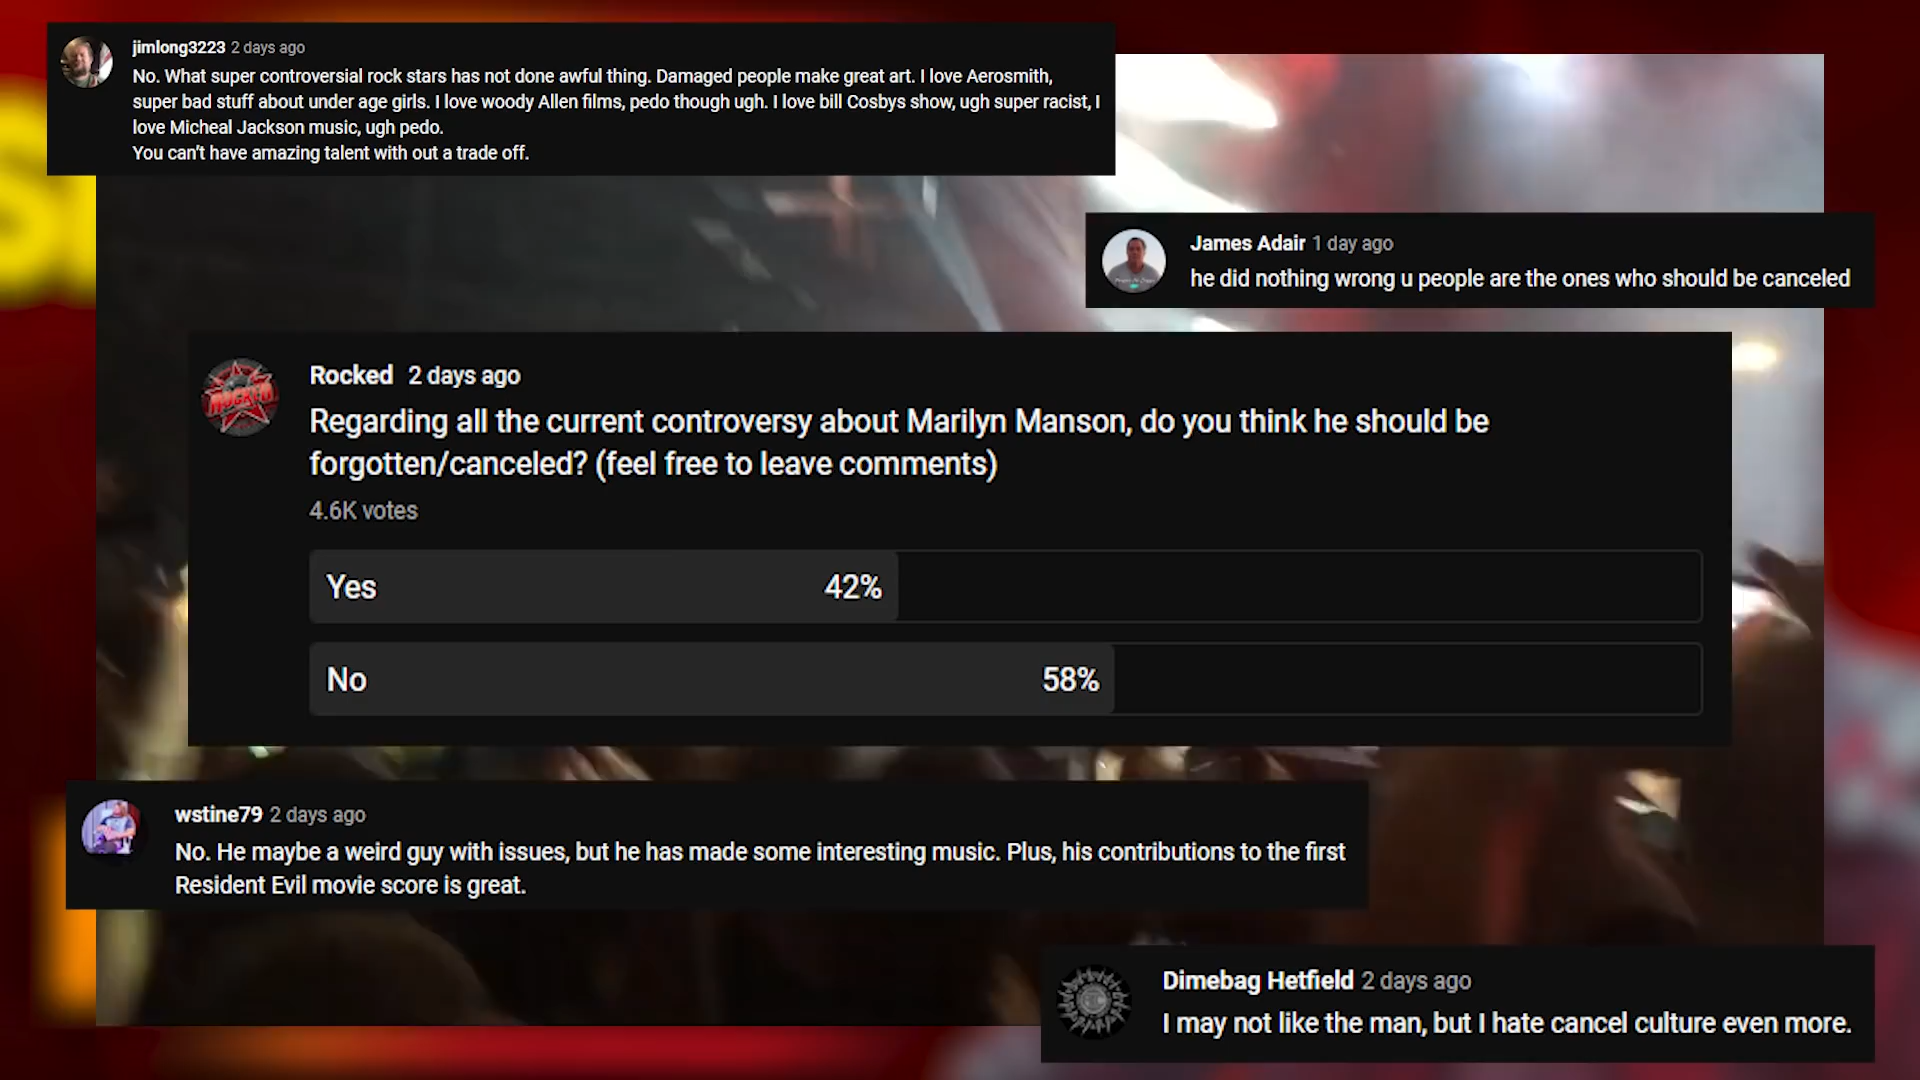 jimlong3223 2 days ago
No. What super controversial rock stars has not done awful thing. Damaged people make great art. I love Aerosmith,
super bad stuff about under age girls. I love woody Allen films, pedo though ugh. I love bill Cosbys show, ugh super racist, I
love Micheal Jackson music, ugh pedo.
You can't have amazing talent with out a trade off.
James Adair 1 day ago
he did nothing wrong u people are the ones who should be canceled
ROCKED
Rocked 2 days ago
Regarding all the current controversy about Marilyn Manson, do you think he should be
forgotten/canceled? (feel free to leave comments)
4.6K votes
Yes 42%
No 58%
wstine79 2 days ago
No. He maybe a weird guy with issues, but he has made some interesting music. Plus, his contributions to the first
Resident Evil movie score is great.
Dimebag Hetfield 2 days ago
I may not like the man, but I hate cancel culture even more.